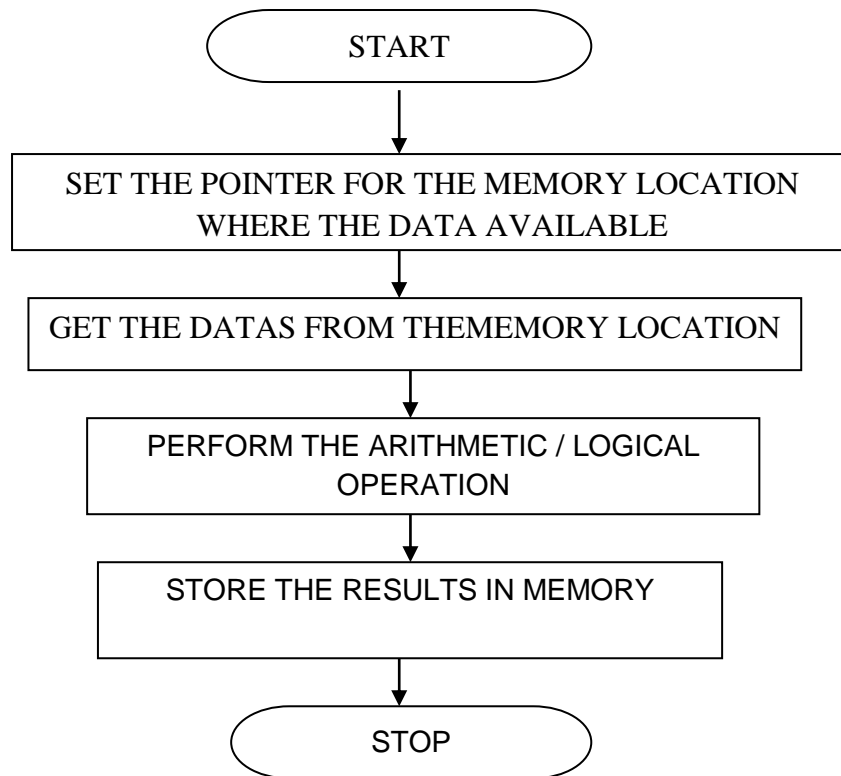 START
SET THE POINTER FOR THE MEMORY LOCATION
WHERE THE DATA AVAILABLE
GET THE DATAS FROM THEMEMORY LOCATION
PERFORM THE ARITHMETIC / LOGICAL
OPERATION
STORE THE RESULTS IN MEMORY
STOP